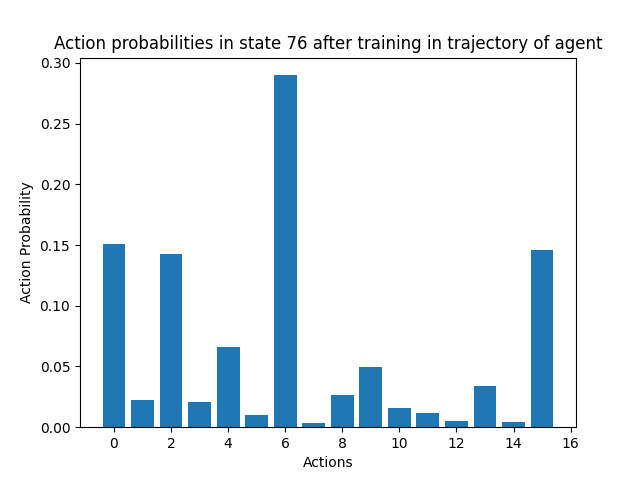 Action probabilities in state 76 after training in trajectory of agent
0.30
0.25
0.20
0.15
0.10
0.05
0.00
Action Probability
0 2 4 6 8 10 12 14 16
Actions